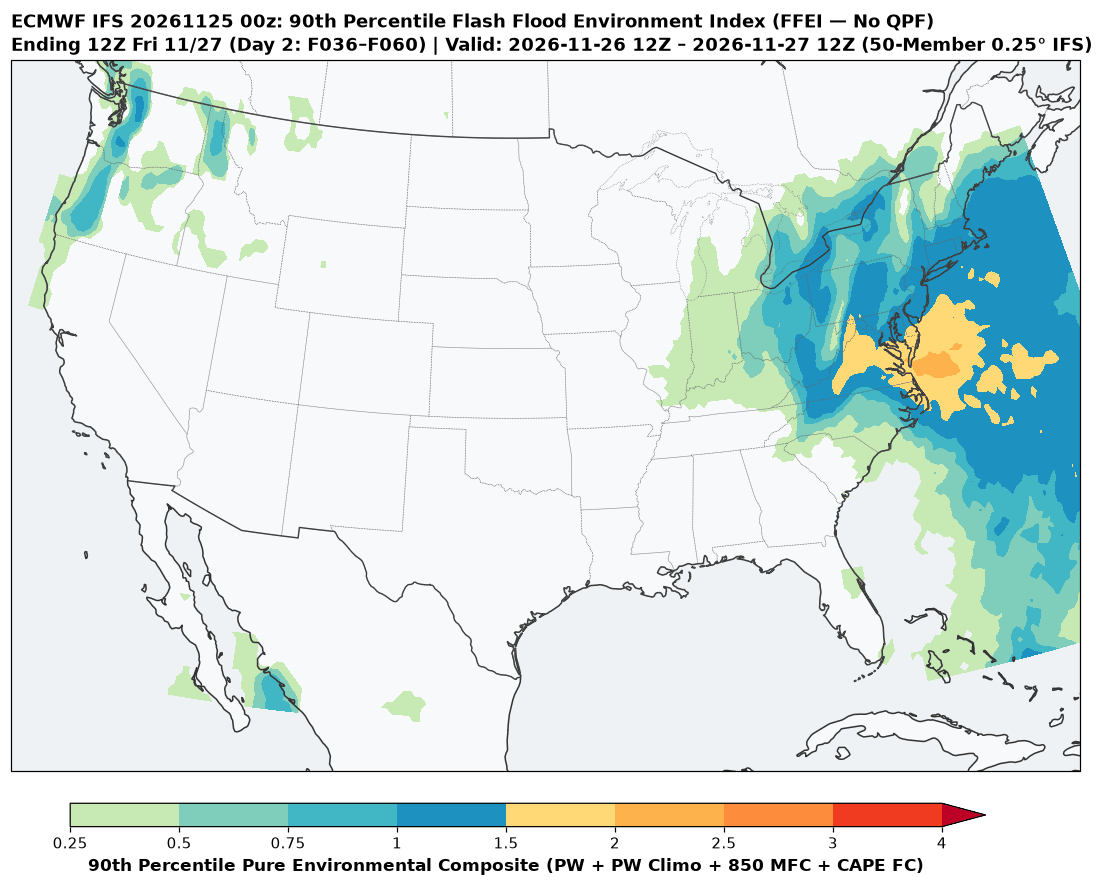 ECMWF IFS 20261125 00z: 90th Percentile Flash Flood Environment Index (FFEI — No QPF)
Ending 12Z Fri 11/27 (Day 2: F036–F060) | Valid: 2026-11-26 12Z – 2026-11-27 12Z (50-Member 0.25° IFS)
0.25 0.5 0.75 1 1.5 2 2.5 3 4
90th Percentile Pure Environmental Composite (PW + PW Climo + 850 MFC + CAPE FC)